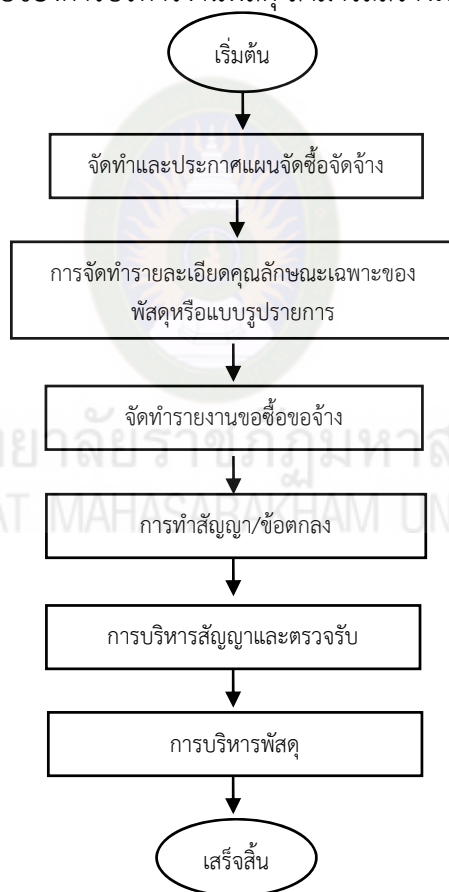 เริ่มต้น
จัดทำและประกาศแผนจัดซื้อจัดจ้าง
การจัดทำรายละเอียดคุณลักษณะเฉพาะของ
พัสดุหรือแบบรูปรายการ
จัดทำรายงานขอซื้อขอจ้าง
การทำสัญญา/ข้อตกลง
MAHASARAKHAM
การบริหารสัญญาและตรวจรับ
การบริหารพัสดุ
เสร็จสิ้น